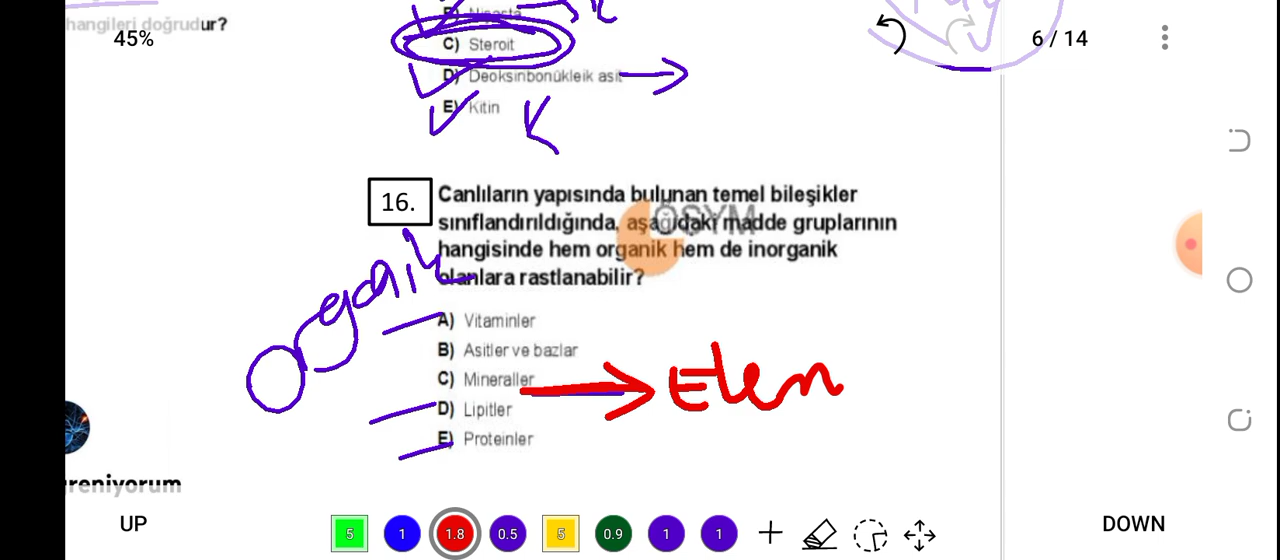 hangileri doğrudur?
45%
C) Steroit
6 / 14
D) Deoksiribonükleik asit
E) Kitin
K
16. Canlıların yapısında bulunan temel bileşikler
sınıflandırıldığında, aşağıdaki madde gruplarının
hangisinde hem organik hem de inorganik
olanlara rastlanabilir?
ÖSYM
Organik
A) Vitaminler
B) Asitler ve bazlar
C) Mineraller
Elem
D) Lipitler
E) Proteinler
reniyorum
UP
5 1 1.8 0.5 5 0.9 1 1
DOWN